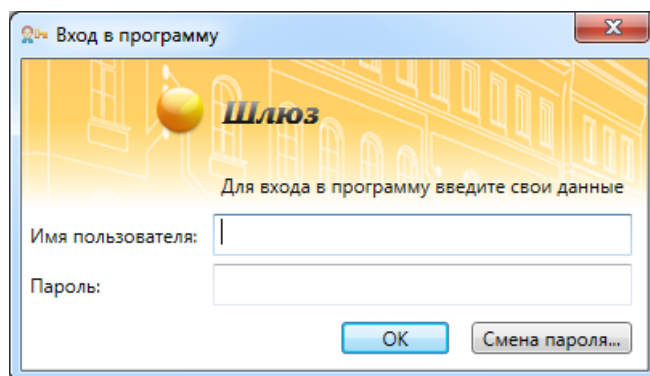 Вход в программу
Шлюз
Для входа в программу введите свои данные
Имя пользователя:
Пароль:
OK
Смена пароля...